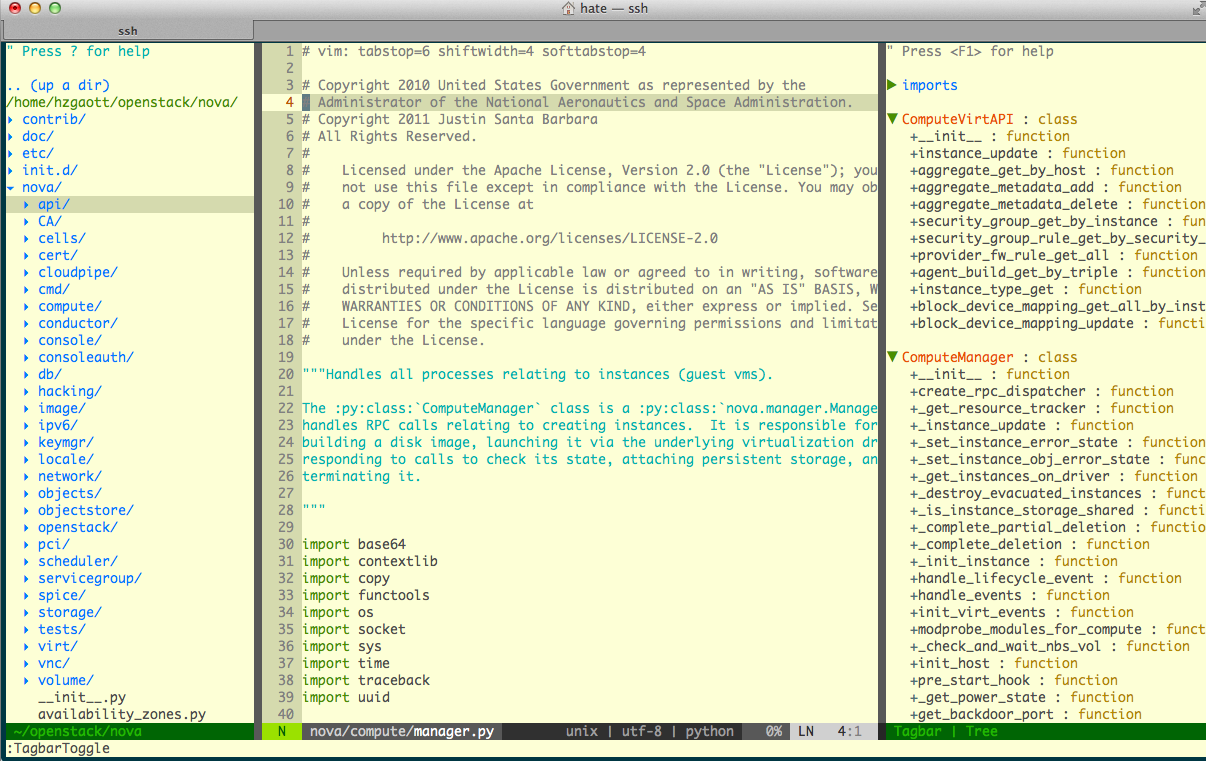 hate — ssh
ssh
" Press ? for help
.. (up a dir)
/home/hzgaott/openstack/nova/
contrib/
doc/
etc/
init.d/
nova/
api/
CA/
cells/
cert/
cloudpipe/
cmd/
compute/
conductor/
console/
consoleauth/
db/
hacking/
image/
ipv6/
keymgr/
locale/
network/
objects/
objectstore/
openstack/
pci/
scheduler/
servicegroup/
spice/
storage/
tests/
virt/
vnc/
volume/
__init__.py
availability_zones.py
~/openstack/nova
1 # vim: tabstop=6 shiftwidth=4 softtabstop=4
2
3 # Copyright 2010 United States Government as represented by the
4 # Administrator of the National Aeronautics and Space Administration.
5 # Copyright 2011 Justin Santa Barbara
6 # All Rights Reserved.
7 #
8 #    Licensed under the Apache License, Version 2.0 (the "License"); you
9 #    not use this file except in compliance with the License. You may ob
10 #    a copy of the License at
11 #
12 #         http://www.apache.org/licenses/LICENSE-2.0
13 #
14 #    Unless required by applicable law or agreed to in writing, software
15 #    distributed under the License is distributed on an "AS IS" BASIS, W
16 #    WARRANTIES OR CONDITIONS OF ANY KIND, either express or implied. Se
17 #    License for the specific language governing permissions and limitat
18 #    under the License.
19
20 """Handles all processes relating to instances (guest vms).
21
22 The :py:class:`ComputeManager` class is a :py:class:`nova.manager.Manage
23 handles RPC calls relating to creating instances.  It is responsible for
24 building a disk image, launching it via the underlying virtualization dr
25 responding to calls to check its state, attaching persistent storage, an
26 terminating it.
27
28 """
29
30 import base64
31 import contextlib
32 import copy
33 import functools
34 import os
35 import socket
36 import sys
37 import time
38 import traceback
39 import uuid
40
N nova/compute/manager.py unix | utf-8 | python 0% LN 4:1
" Press <F1> for help
▶ imports
▼ ComputeVirtAPI : class
+__init__ : function
+instance_update : function
+aggregate_get_by_host : function
+aggregate_metadata_add : function
+aggregate_metadata_delete : function
+security_group_get_by_instance : fun
+security_group_rule_get_by_security_
+provider_fw_rule_get_all : function
+agent_build_get_by_triple : function
+instance_type_get : function
+block_device_mapping_get_all_by_inst
+block_device_mapping_update : functi
▼ ComputeManager : class
+__init__ : function
+create_rpc_dispatcher : function
+_get_resource_tracker : function
+_instance_update : function
+_set_instance_error_state : function
+_set_instance_obj_error_state : func
+_get_instances_on_driver : function
+_destroy_evacuated_instances : funct
+_is_instance_storage_shared : functi
+_complete_partial_deletion : functio
+_complete_deletion : function
+_init_instance : function
+handle_lifecycle_event : function
+handle_events : function
+init_virt_events : function
+modprobe_modules_for_compute : funct
+_check_and_wait_nbs_vol : function
+init_host : function
+pre_start_hook : function
+_get_power_state : function
+get_backdoor_port : function
Tagbar | Tree
:TagbarToggle